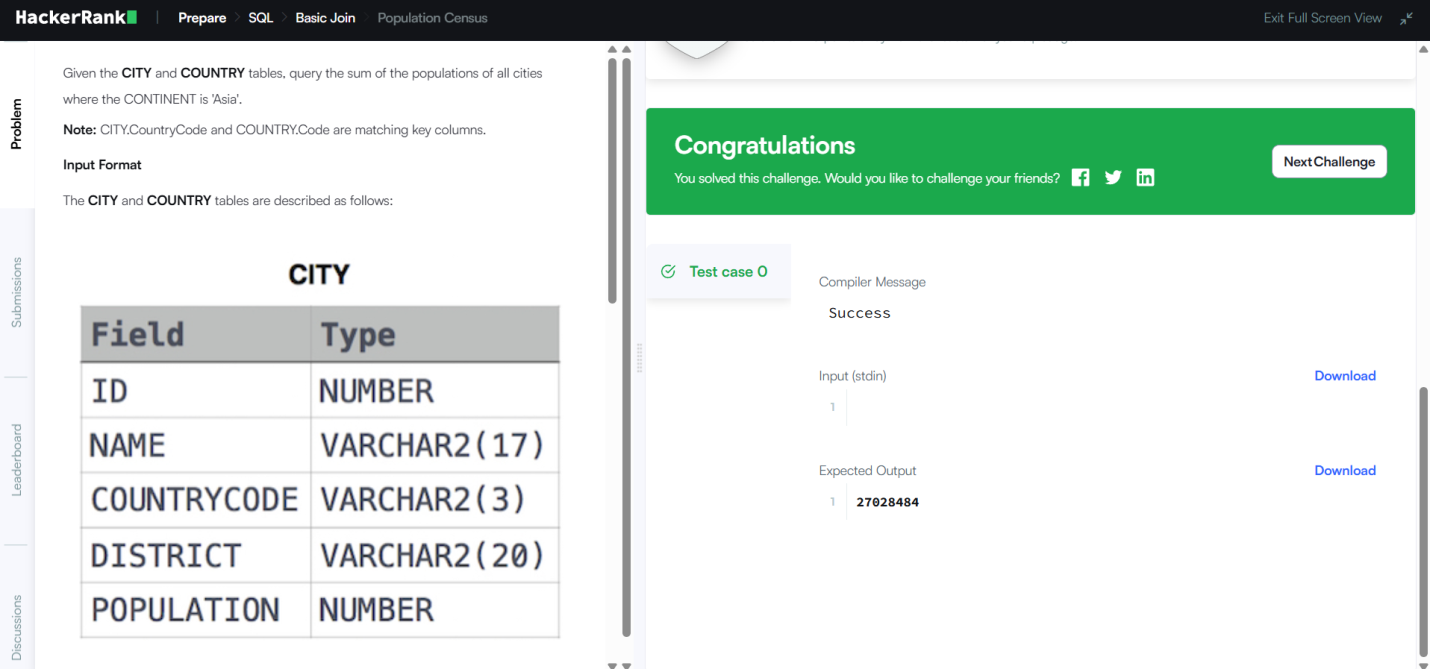 HackerRank
Prepare
SQL
Basic Join
Population Census
Exit Full Screen View
Problem
Submissions
Leaderboard
Discussions
Given the CITY and COUNTRY tables, query the sum of the populations of all cities
where the CONTINENT is 'Asia'.
Note: CITY.CountryCode and COUNTRY.Code are matching key columns.
Input Format
The CITY and COUNTRY tables are described as follows:
CITY
Field Type
ID NUMBER
NAME VARCHAR2(17)
COUNTRYCODE VARCHAR2(3)
DISTRICT VARCHAR2(20)
POPULATION NUMBER
Congratulations
You solved this challenge. Would you like to challenge your friends?
Next Challenge
Test case 0
Compiler Message
Success
Input (stdin)
Download
1
Expected Output
Download
1 27028484